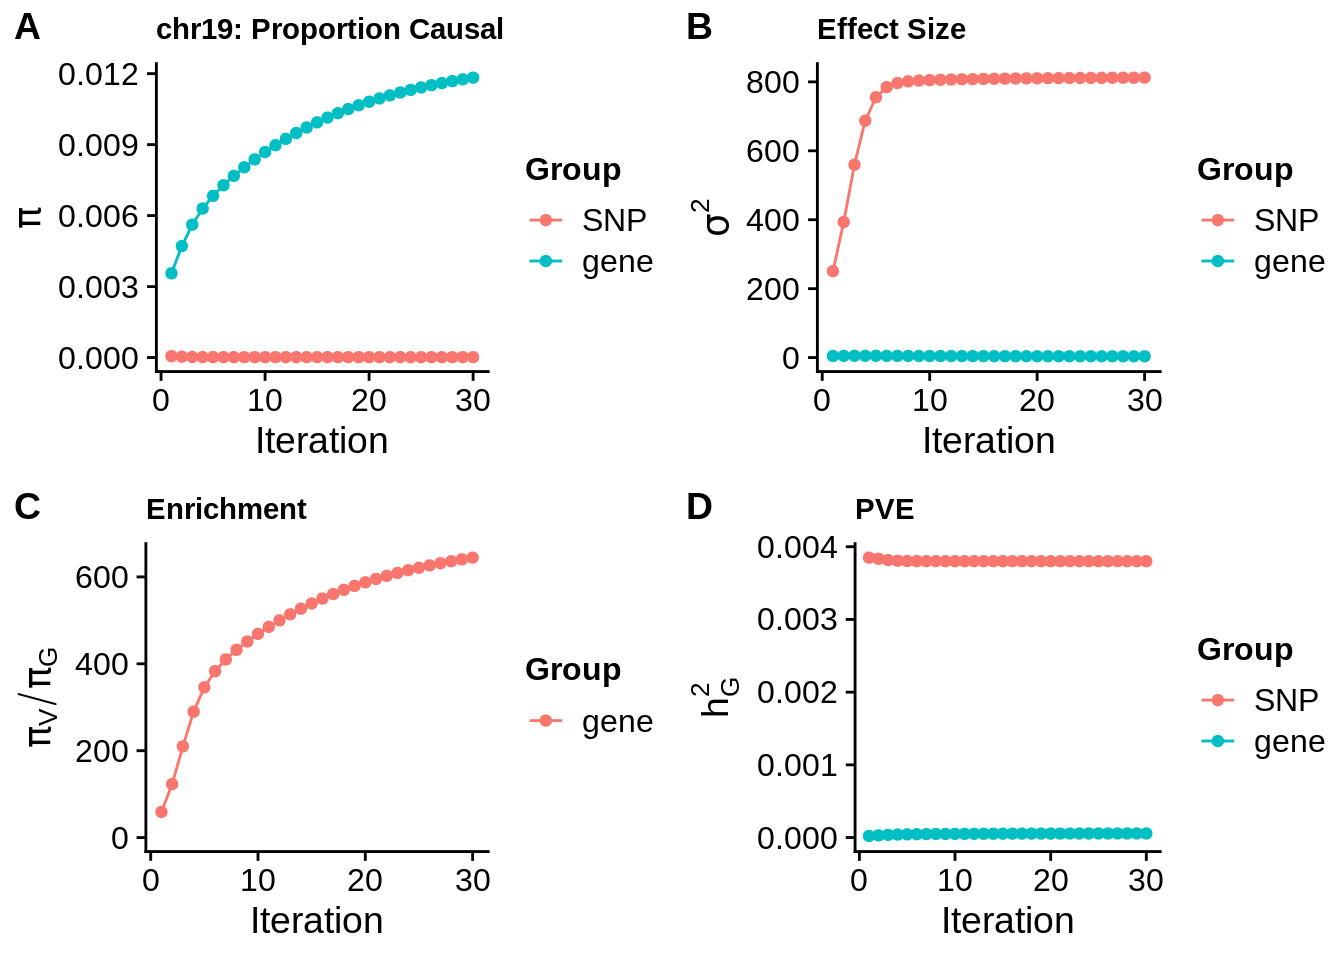 A chr19: Proportion Causal
0.012
0.009
0.006
0.003
0.000
π
0 10 20 30
Iteration
Group
SNP
gene
B Effect Size
800
600
400
200
0
σ²
0 10 20 30
Iteration
Group
SNP
gene
C Enrichment
600
400
200
0
π_V/π_G
0 10 20 30
Iteration
Group
gene
D PVE
0.004
0.003
0.002
0.001
0.000
h²_G
0 10 20 30
Iteration
Group
SNP
gene